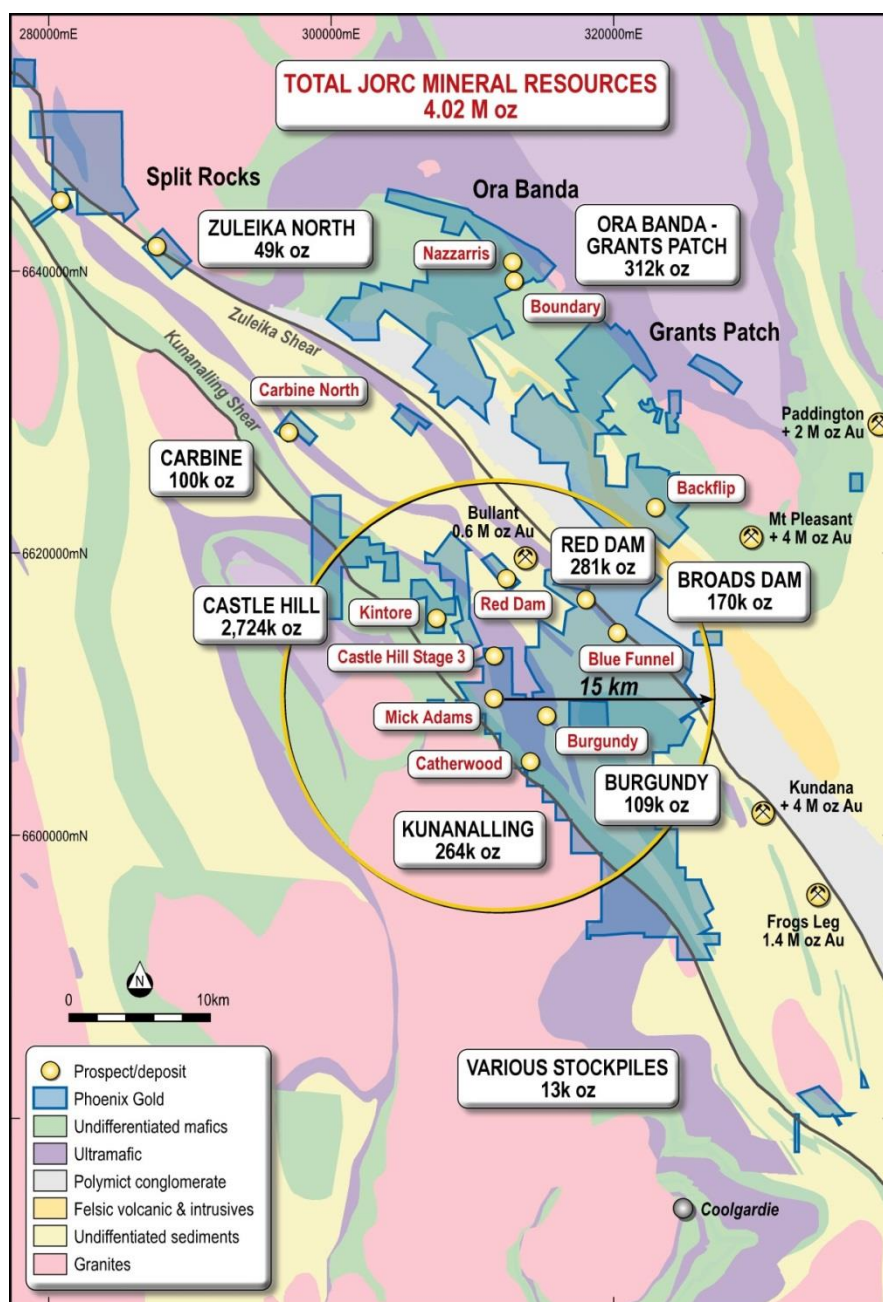 280000mE
300000mE
320000mE
TOTAL JORC MINERAL RESOURCES
4.02 M oz
Split Rocks
Ora Banda
ZULEIKA NORTH
49k oz
ORA BANDA -
GRANTS PATCH
312k oz
Nazzarris
6640000mN
Boundary
Zuleika Shear
Grants Patch
Kunanalling Shear
Carbine North
Paddington
+ 2 M oz Au
CARBINE
100k oz
Backflip
Bullant
0.6 M oz Au
Mt Pleasant
+ 4 M oz Au
6620000mN
RED DAM
281k oz
BROADS DAM
170k oz
CASTLE HILL
2,724k oz
Kintore
Red Dam
Castle Hill Stage 3
Blue Funnel
15 km
Mick Adams
Burgundy
Catherwood
BURGUNDY
109k oz
Kundana
+ 4 M oz Au
6600000mN
KUNANALLING
264k oz
Frogs Leg
1.4 M oz Au
N
0
10km
VARIOUS STOCKPILES
13k oz
Prospect/deposit
Phoenix Gold
Undifferentiated mafics
Ultramafic
Polymict conglomerate
Felsic volcanic & intrusives
Undiffentiated sediments
Granites
Coolgardie